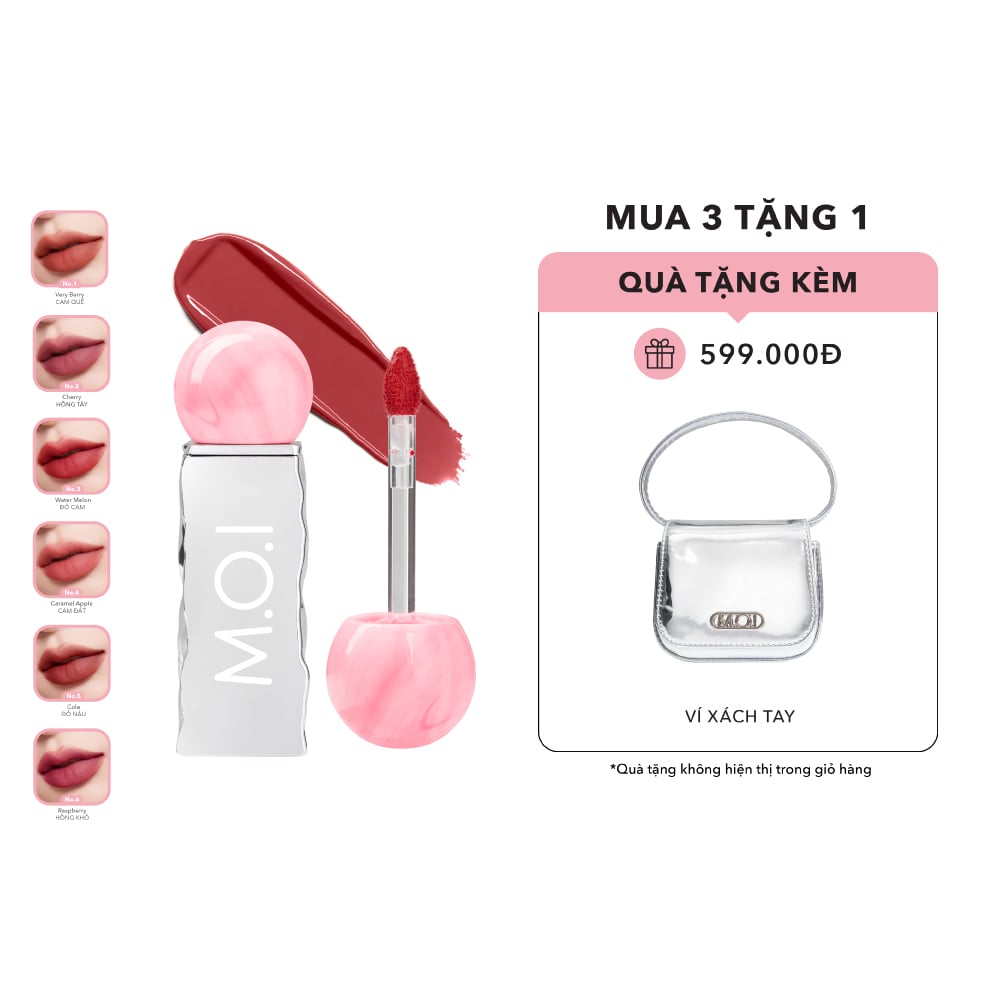 No.1
Very Berry
CAM QUẾ
No.2
Cherry
HỒNG TÂY
No.3
Water Melon
ĐỎ CAM
No.4
Caramel Apple
CAM ĐẤT
No.5
Cola
ĐỎ NÂU
No.6
Raspberry
HỒNG KHÔ
M.O.I
MUA 3 TẶNG 1
QUÀ TẶNG KÈM
599.000Đ
M.O.I
VÍ XÁCH TAY
*Quà tặng không hiện thị trong giỏ hàng